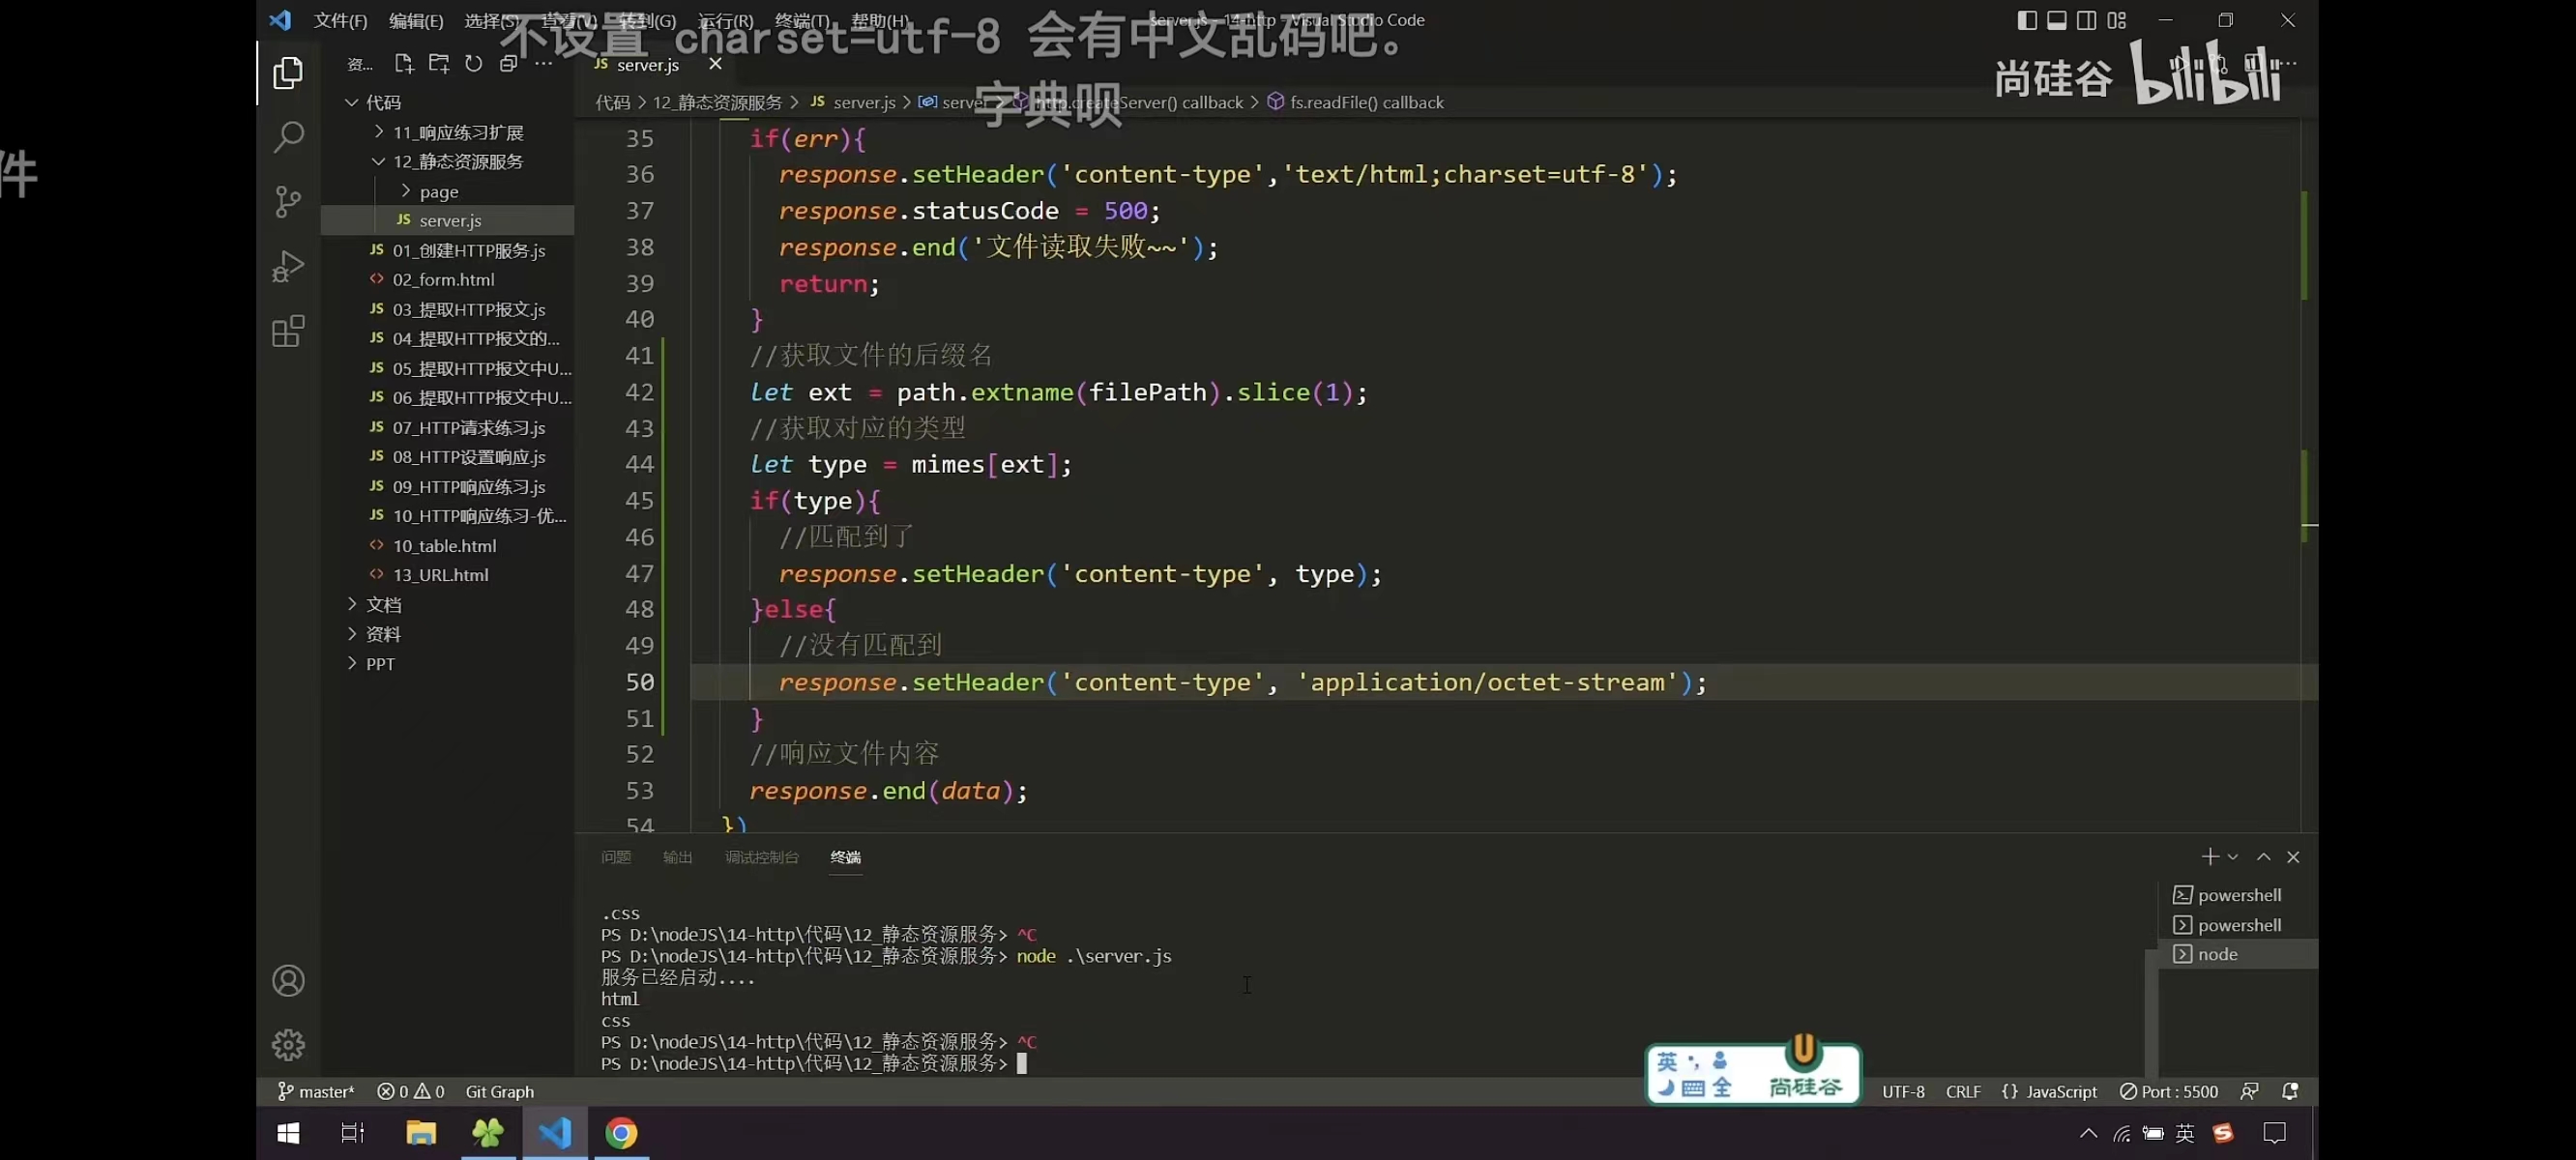 文件(F) 编辑(E) 选择(S) 查看(V) 转到(G) 运行(R) 终端(T) 帮助(H)
server.js - 14-http - Visual Studio Code
不设置 charset=utf-8 会有中文乱码吧。
字典呗
件
尚硅谷 bilibili
资...
JS server.js
代码 > 12_静态资源服务 > JS server.js > server > http.createServer() callback > fs.readFile() callback
代码
11_响应练习扩展
12_静态资源服务
page
JS server.js
JS 01_创建HTTP服务.js
02_form.html
JS 03_提取HTTP报文.js
JS 04_提取HTTP报文的...
JS 05_提取HTTP报文中U...
JS 06_提取HTTP报文中U...
JS 07_HTTP请求练习.js
JS 08_HTTP设置响应.js
JS 09_HTTP响应练习.js
JS 10_HTTP响应练习-优...
10_table.html
13_URL.html
文档
资料
PPT
35 if(err){
36 response.setHeader('content-type','text/html;charset=utf-8');
37 response.statusCode = 500;
38 response.end('文件读取失败~~');
39 return;
40 }
41 //获取文件的后缀名
42 let ext = path.extname(filePath).slice(1);
43 //获取对应的类型
44 let type = mimes[ext];
45 if(type){
46 //匹配到了
47 response.setHeader('content-type', type);
48 }else{
49 //没有匹配到
50 response.setHeader('content-type', 'application/octet-stream');
51 }
52 //响应文件内容
53 response.end(data);
54 })
问题 输出 调试控制台 终端
.css
PS D:\nodeJS\14-http\代码\12_静态资源服务> ^C
PS D:\nodeJS\14-http\代码\12_静态资源服务> node .\server.js
服务已经启动....
html
css
PS D:\nodeJS\14-http\代码\12_静态资源服务> ^C
PS D:\nodeJS\14-http\代码\12_静态资源服务>
powershell
powershell
node
英
全 尚硅谷
master* 0 0 Git Graph
UTF-8 CRLF {} JavaScript Port : 5500
英